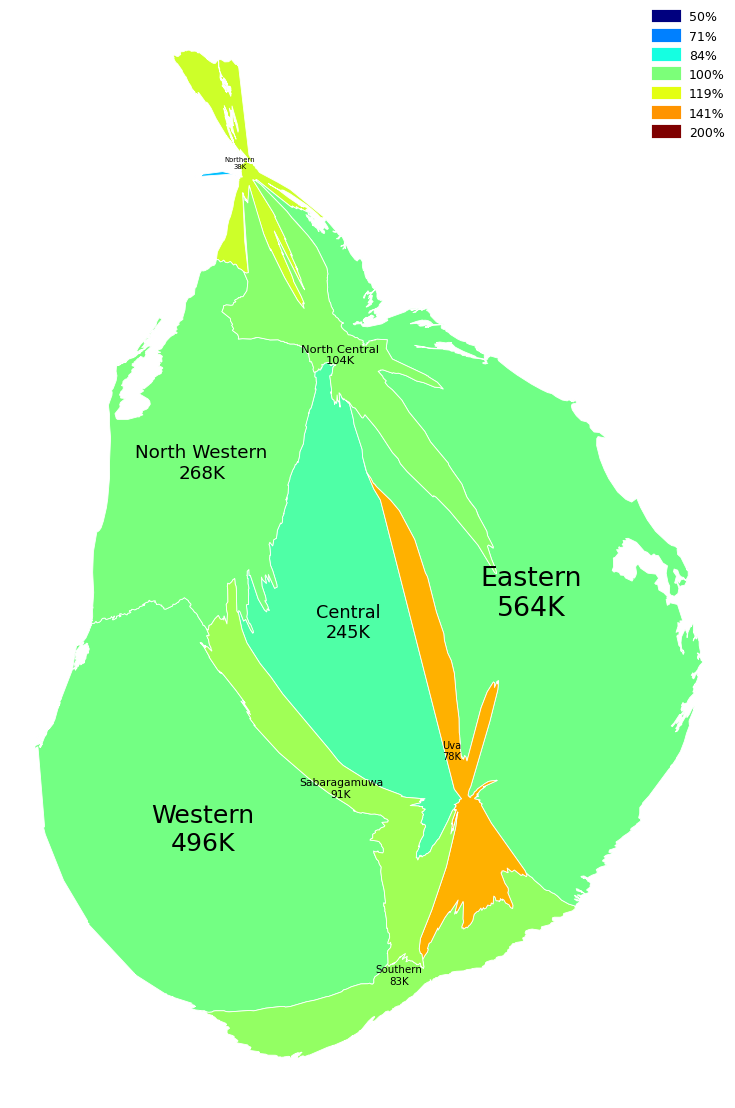 50%
71%
84%
100%
119%
141%
200%
Northern
38K
North Central
104K
North Western
268K
Eastern
564K
Central
245K
Uva
78K
Sabaragamuwa
91K
Western
496K
Southern
83K